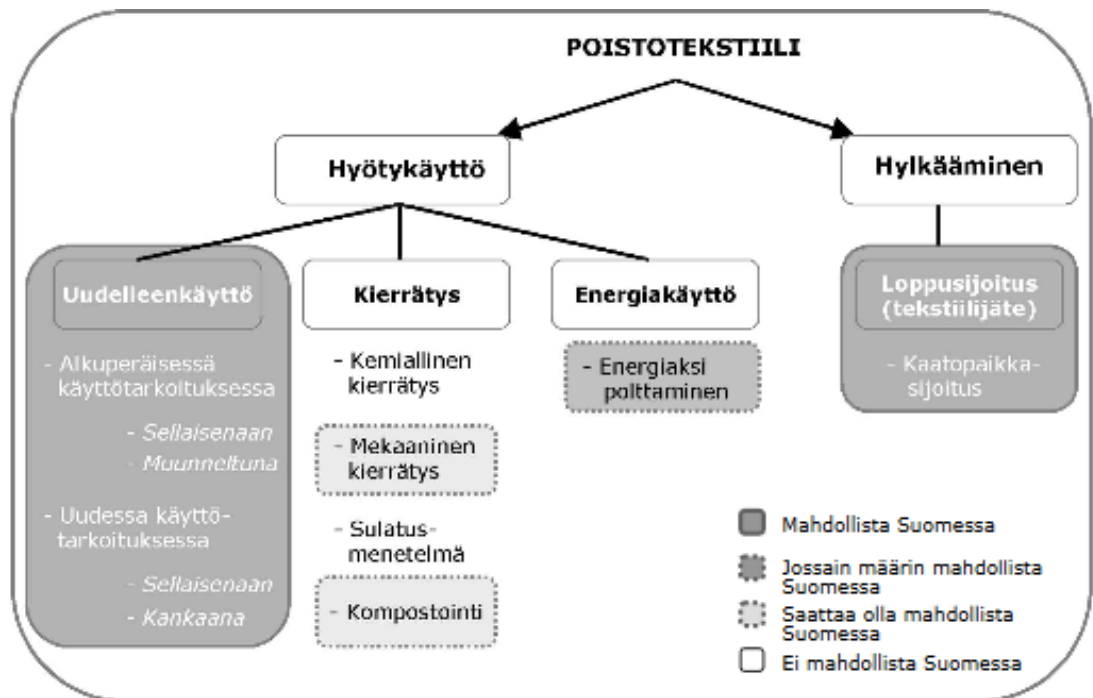 POISTOTEKSTIILI
Hyötykäyttö
Hylkääminen
Uudelleenkäyttö
- Alkuperäisessä
käyttötarkoituksessa
- Sellaisenaan
- Muunneltuna
- Uudessa käyttö-
tarkoituksessa
- Sellaisenaan
- Kankaana
Kierrätys
- Kemiallinen
kierrätys
- Mekaaninen
kierrätys
- Sulatus-
menetelmä
- Kompostointi
Energiakäyttö
- Energiaksi
polttaminen
Loppusijoitus
(tekstiilijäte)
- Kaatopaikka-
sijoitus
Mahdollista Suomessa
Jossain määrin mahdollista
Suomessa
Saattaa olla mahdollista
Suomessa
Ei mahdollista Suomessa